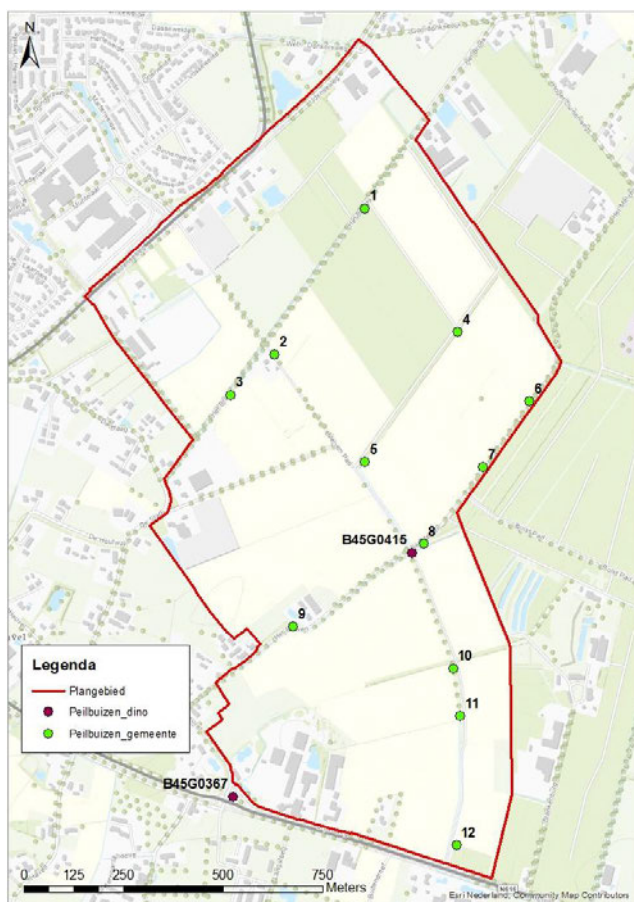 N
1
2
3
4
5
6
7
8
B45G0415
9
10
11
12
Legenda
Plangebied
Peilbuizen_dino
Peilbuizen_gemeente
B45G0367
0 125 250 500 750
Meters
Esri Nederland, Community Map Contributors